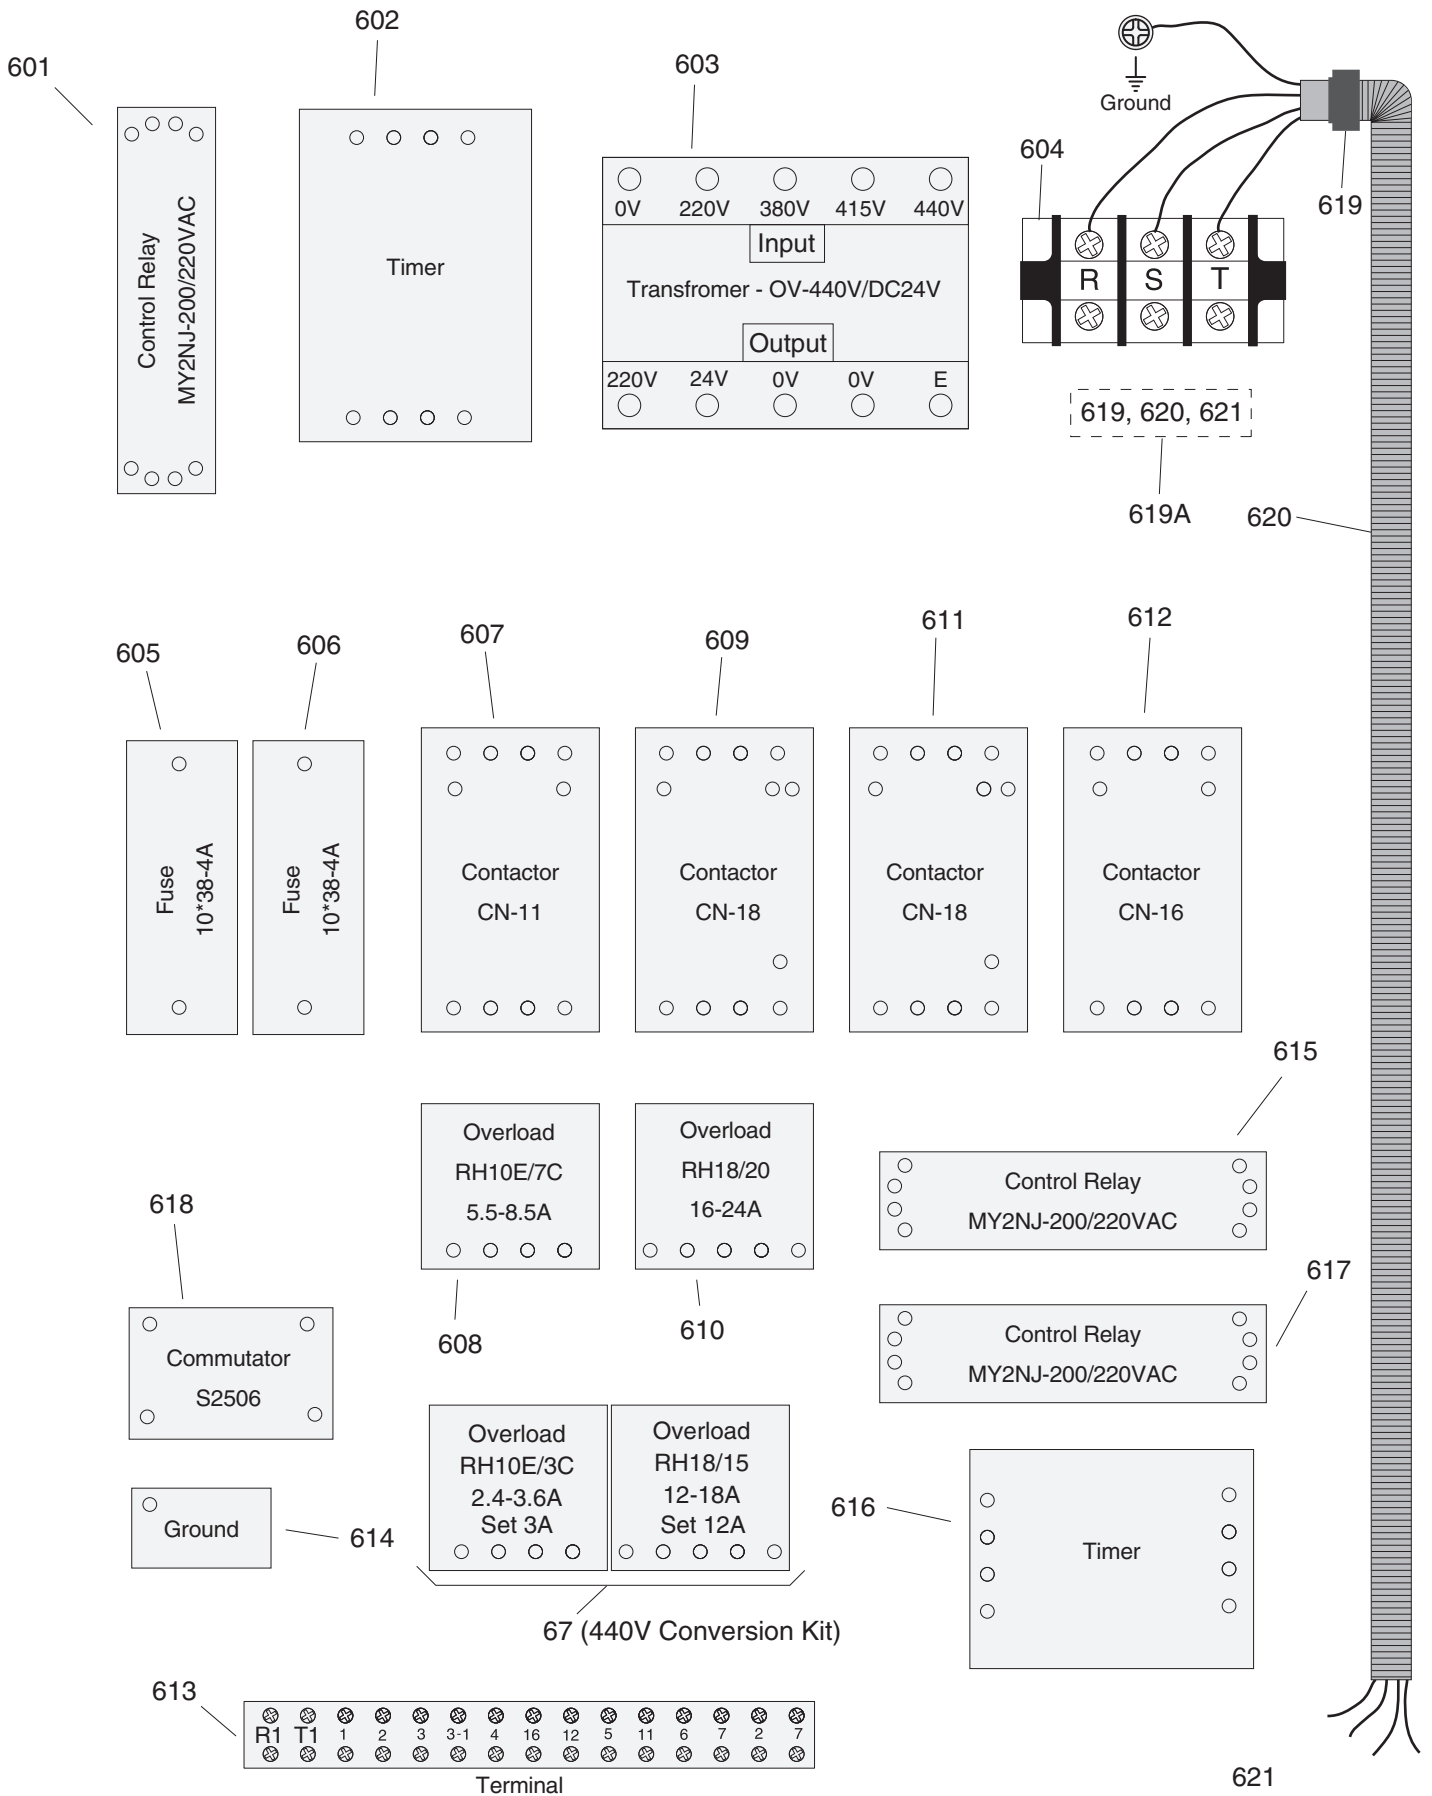 601
602
603
Ground
604
619
Control Relay
MY2NJ-200/220VAC
Timer
0V 220V 380V 415V 440V
Input
Transfromer - OV-440V/DC24V
Output
220V 24V 0V 0V E
R S T
619, 620, 621
619A
620
605
606
607
609
611
612
Fuse
10*38-4A
Fuse
10*38-4A
Contactor
CN-11
Contactor
CN-18
Contactor
CN-18
Contactor
CN-16
615
Overload
RH10E/7C
5.5-8.5A
Overload
RH18/20
16-24A
Control Relay
MY2NJ-200/220VAC
618
608
610
617
Commutator
S2506
Control Relay
MY2NJ-200/220VAC
Overload
RH10E/3C
2.4-3.6A
Set 3A
Overload
RH18/15
12-18A
Set 12A
616
Timer
Ground
614
67 (440V Conversion Kit)
613
R1 T1 1 2 3 3-1 4 16 12 5 11 6 7 2 7
Terminal
621